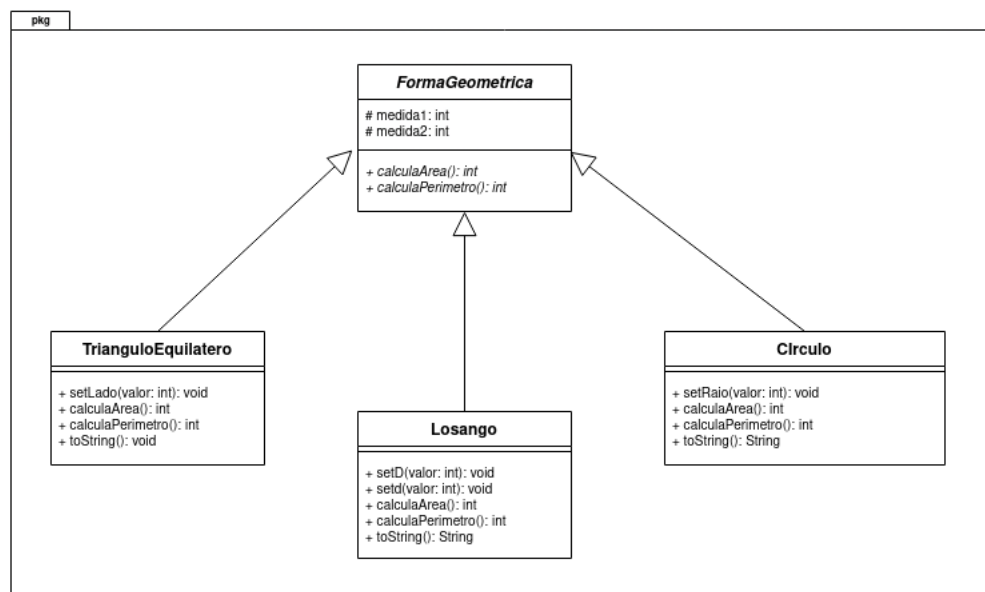 pkg
FormaGeometrica
# medida1: int
# medida2: int
+ calculaArea(): int
+ calculaPerimetro(): int
TrianguloEquilatero
+ setLado(valor: int): void
+ calculaArea(): int
+ calculaPerimetro(): int
+ toString(): void
Losango
+ setD(valor: int): void
+ setd(valor: int): void
+ calculaArea(): int
+ calculaPerimetro(): int
+ toString(): String
CIrculo
+ setRaio(valor: int): void
+ calculaArea(): int
+ calculaPerimetro(): int
+ toString(): String